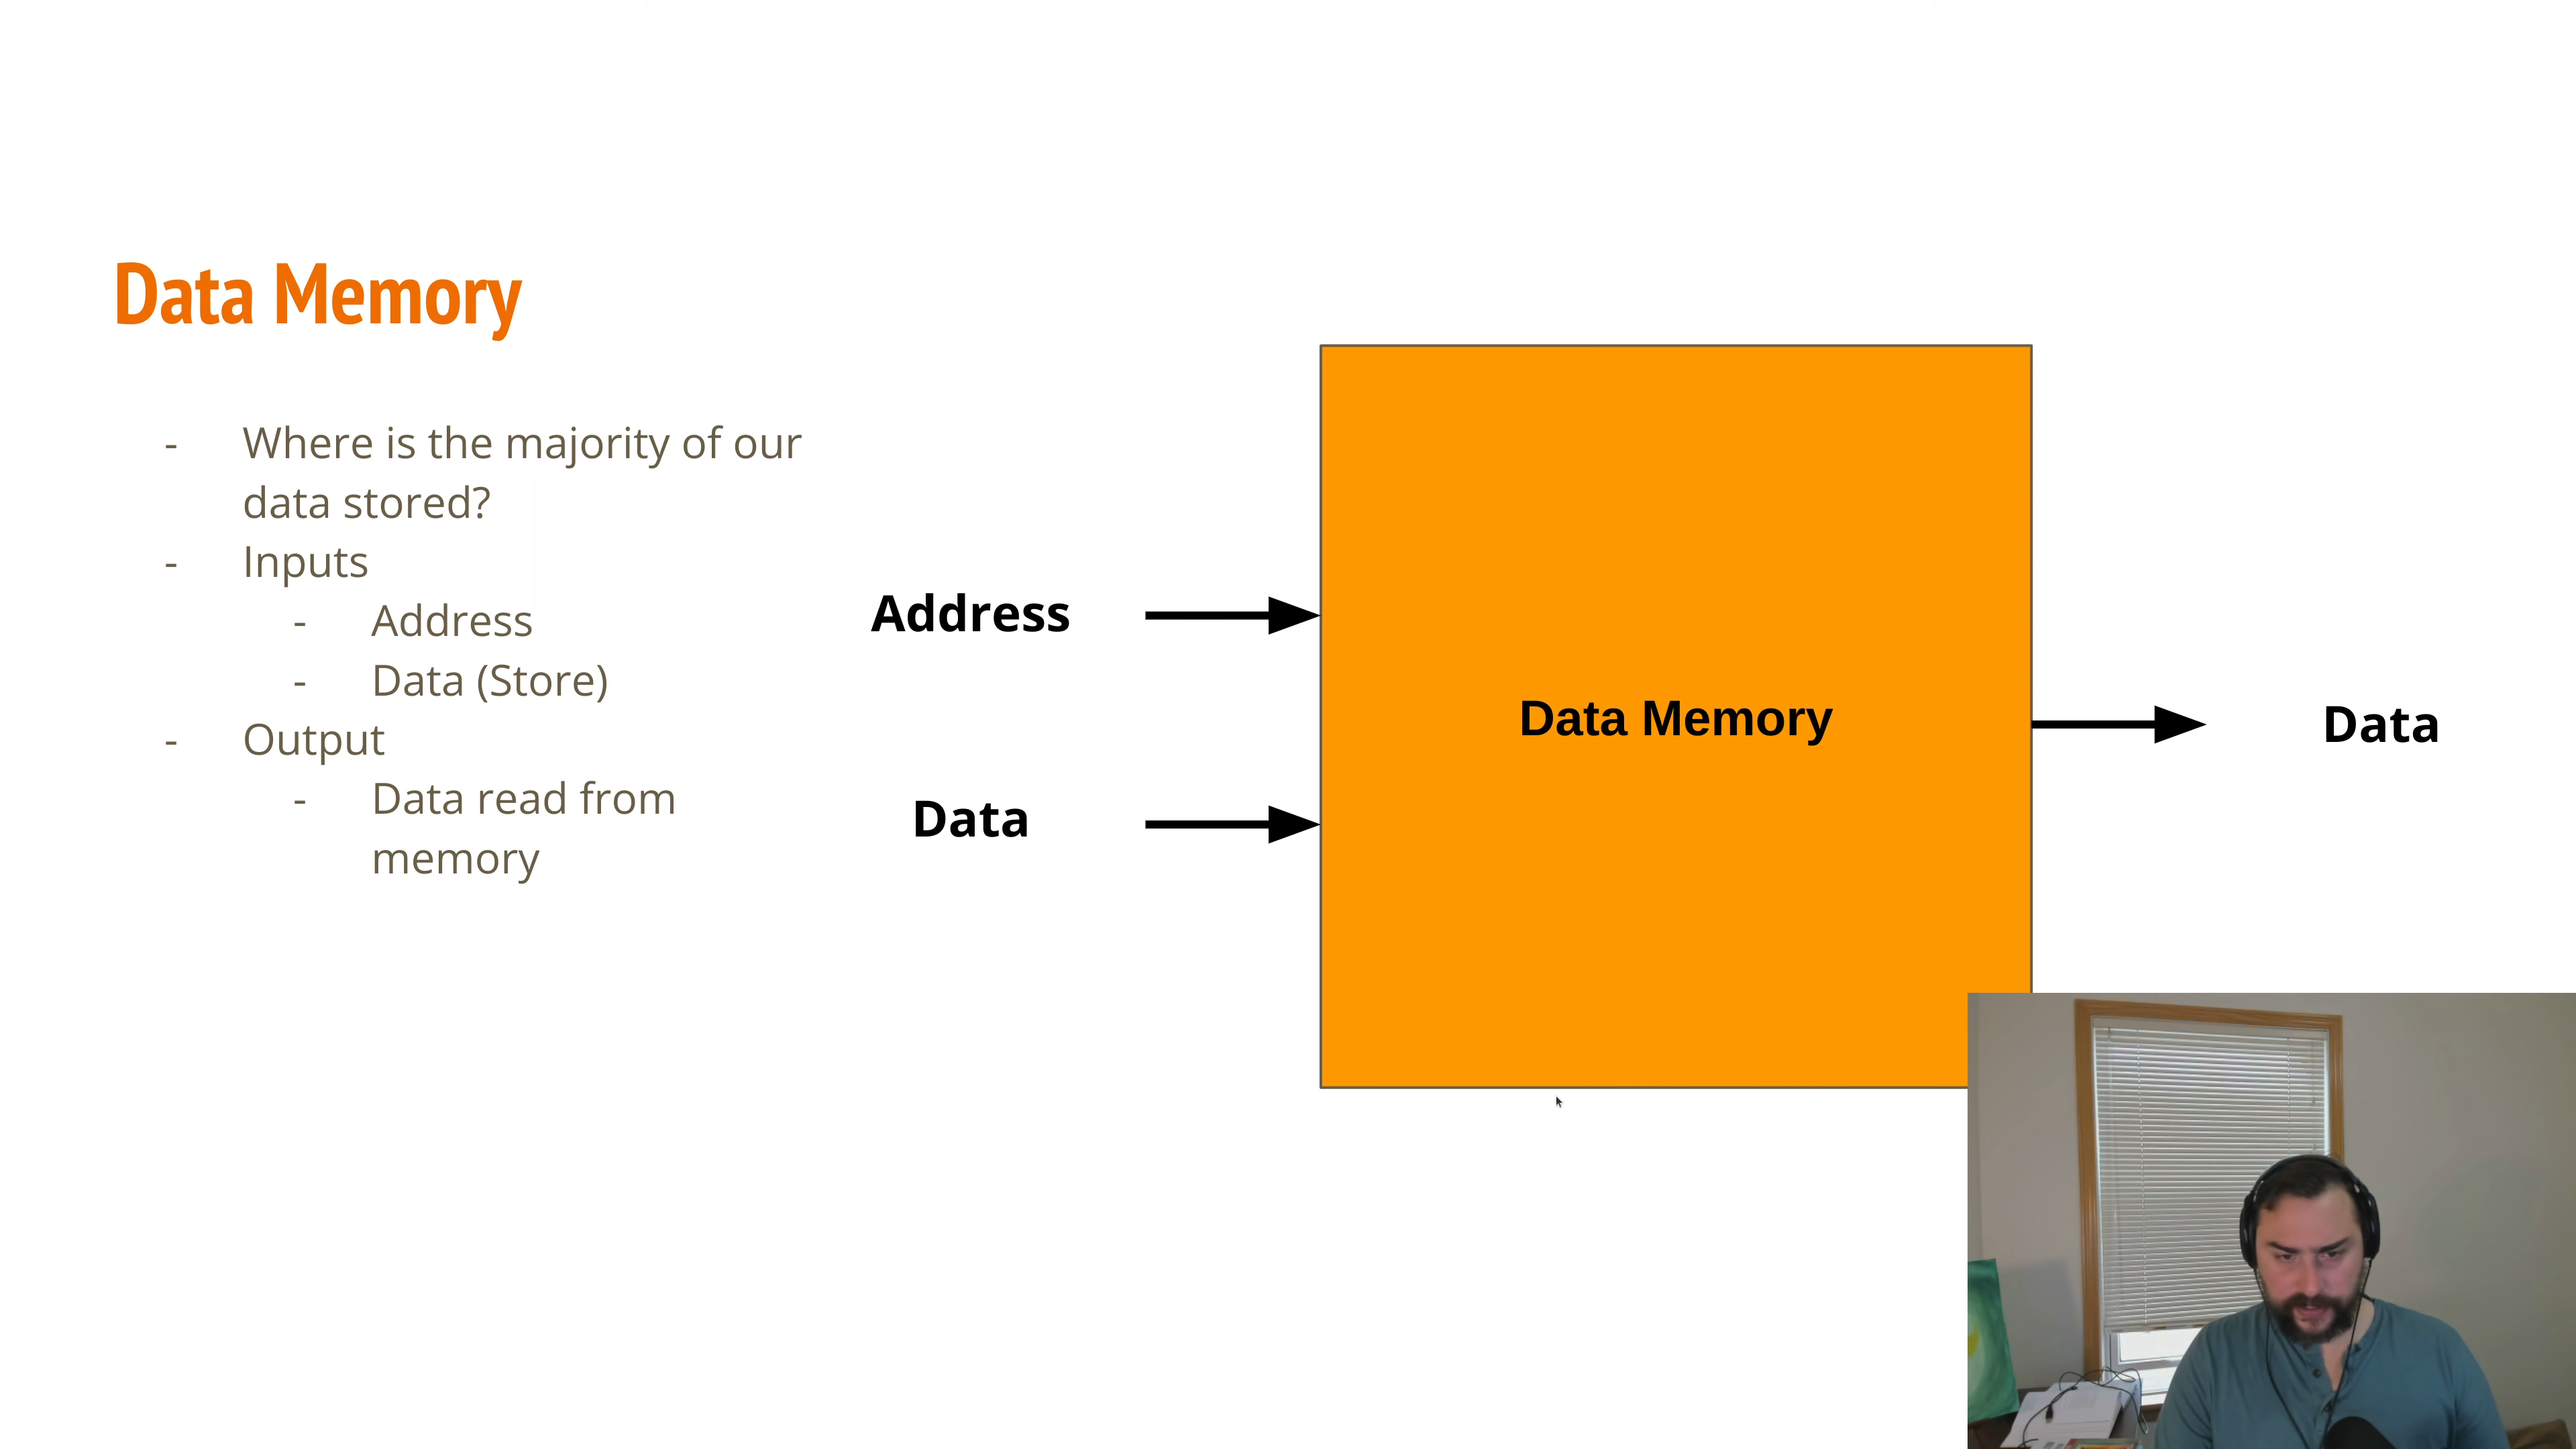 Data Memory
- Where is the majority of our
data stored?
- Inputs
- Address
- Data (Store)
- Output
- Data read from
memory
Address
Data
Data Memory
Data